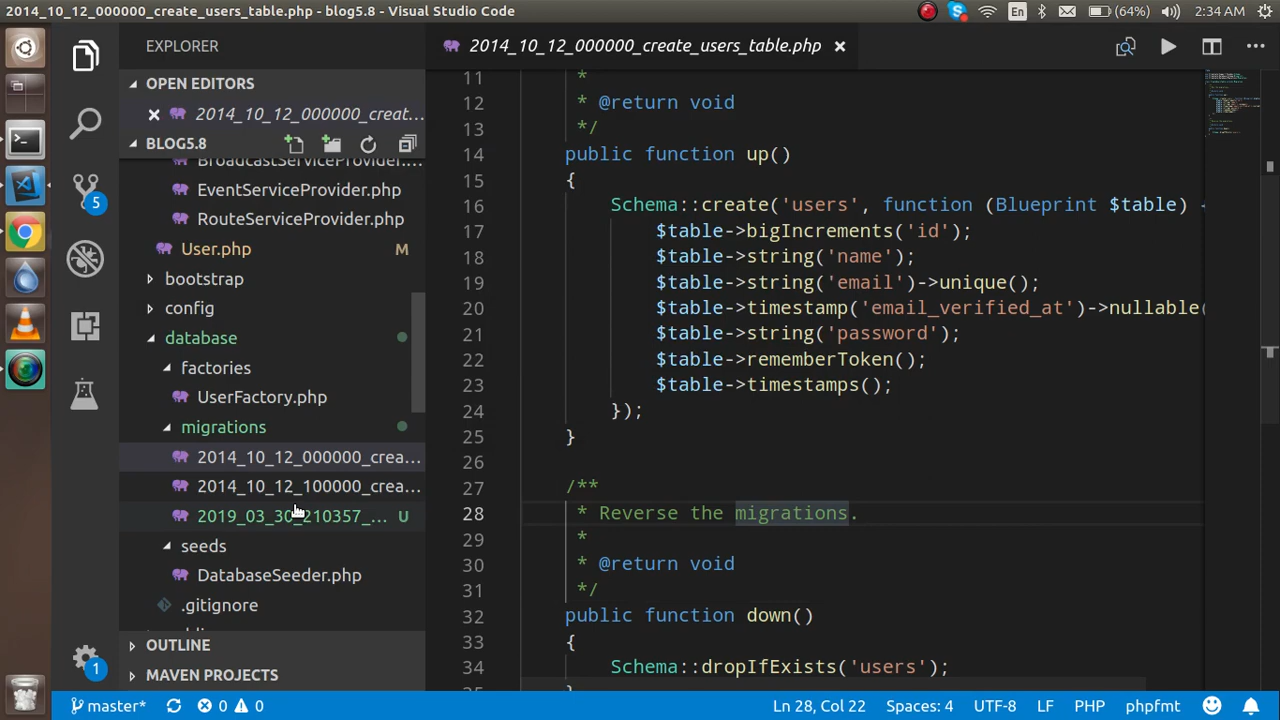 2014_10_12_000000_create_users_table.php - blog5.8 - Visual Studio Code
En
(64%)
2:34 AM
EXPLORER
OPEN EDITORS
2014_10_12_000000_creat...
BLOG5.8
BroadcastServiceProvider....
EventServiceProvider.php
RouteServiceProvider.php
User.php M
bootstrap
config
database
factories
UserFactory.php
migrations
2014_10_12_000000_crea...
2014_10_12_100000_crea...
2019_03_30_210357_... U
seeds
DatabaseSeeder.php
.gitignore
OUTLINE
MAVEN PROJECTS
5
1
2014_10_12_000000_create_users_table.php
11 *
12 * @return void
13 */
14 public function up()
15 {
16 Schema::create('users', function (Blueprint $table) {
17 $table->bigIncrements('id');
18 $table->string('name');
19 $table->string('email')->unique();
20 $table->timestamp('email_verified_at')->nullable(
21 $table->string('password');
22 $table->rememberToken();
23 $table->timestamps();
24 });
25 }
26
27 /**
28 * Reverse the migrations.
29 *
30 * @return void
31 */
32 public function down()
33 {
34 Schema::dropIfExists('users');
master*
0
0
Ln 28, Col 22
Spaces: 4
UTF-8
LF
PHP
phpfmt